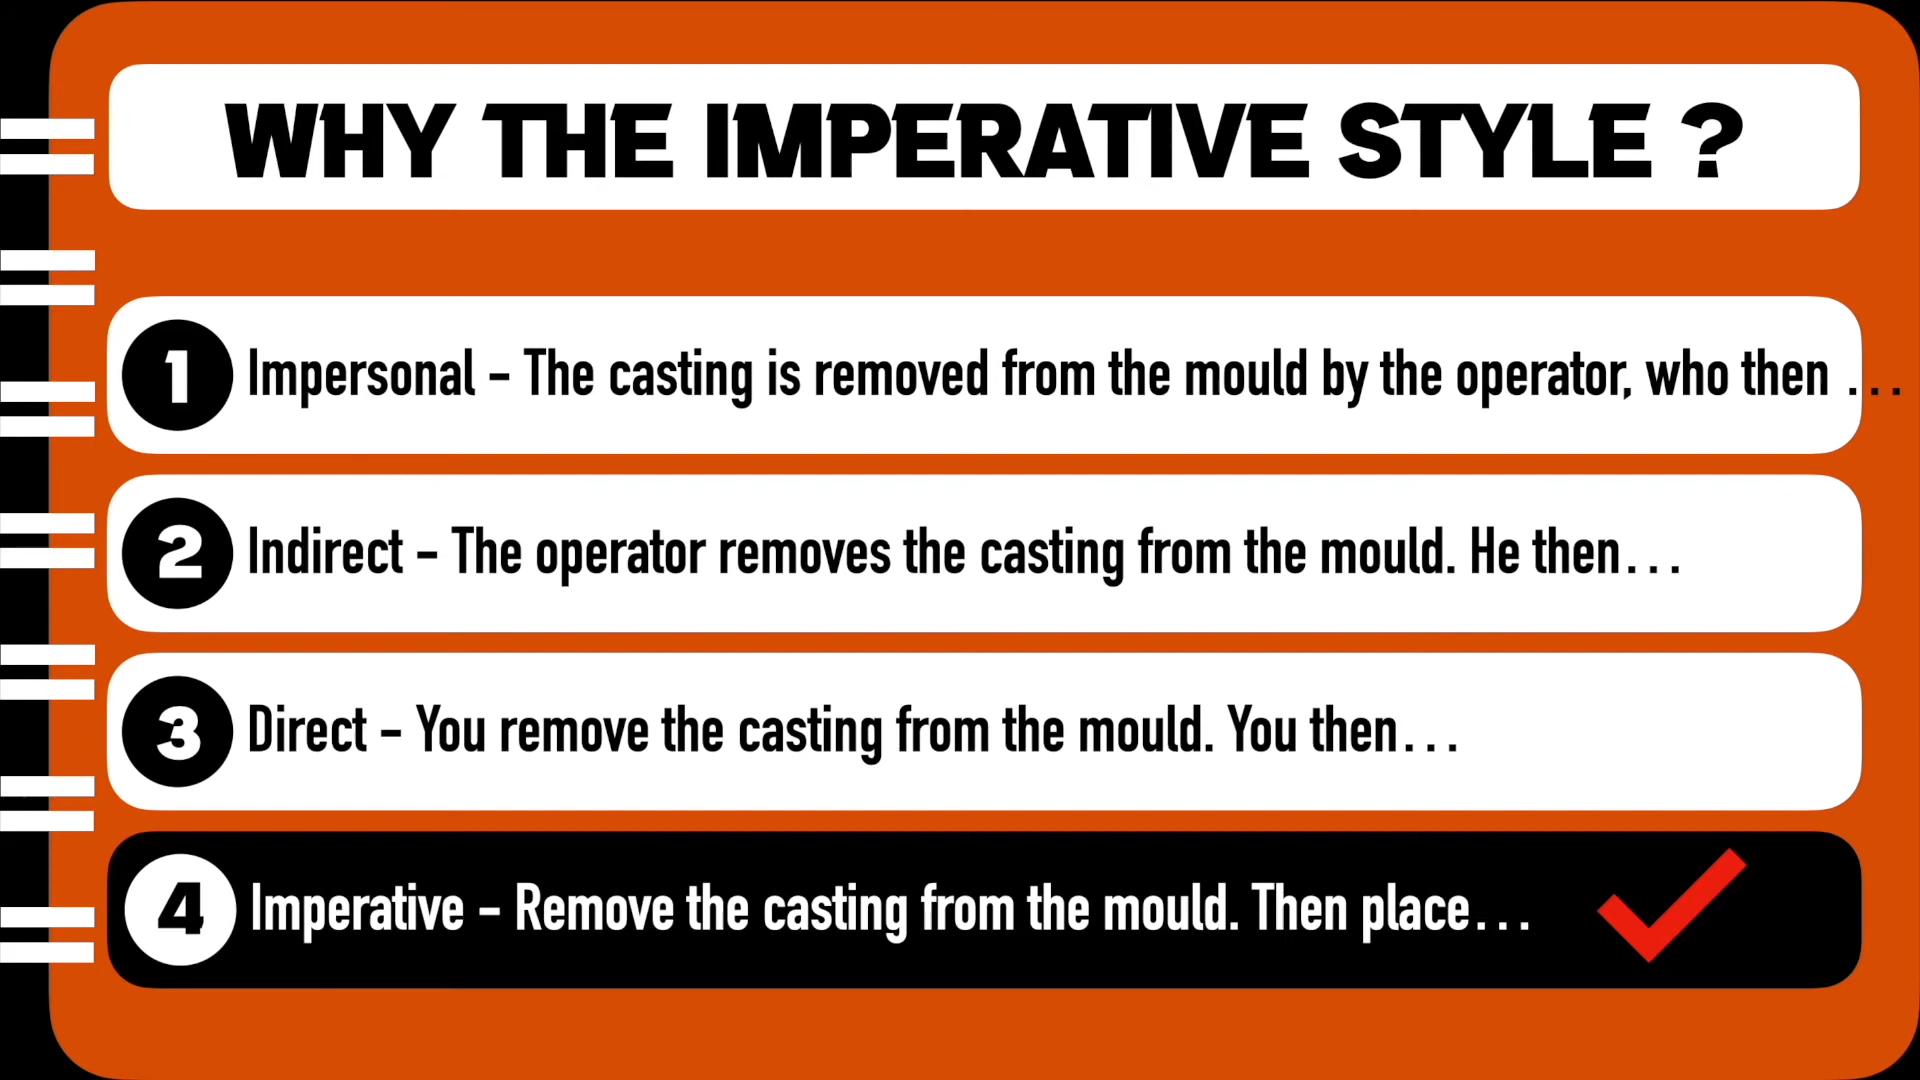 WHY THE IMPERATIVE STYLE ?
1 Impersonal – The casting is removed from the mould by the operator, who then ...
2 Indirect – The operator removes the casting from the mould. He then...
3 Direct – You remove the casting from the mould. You then...
4 Imperative – Remove the casting from the mould. Then place...